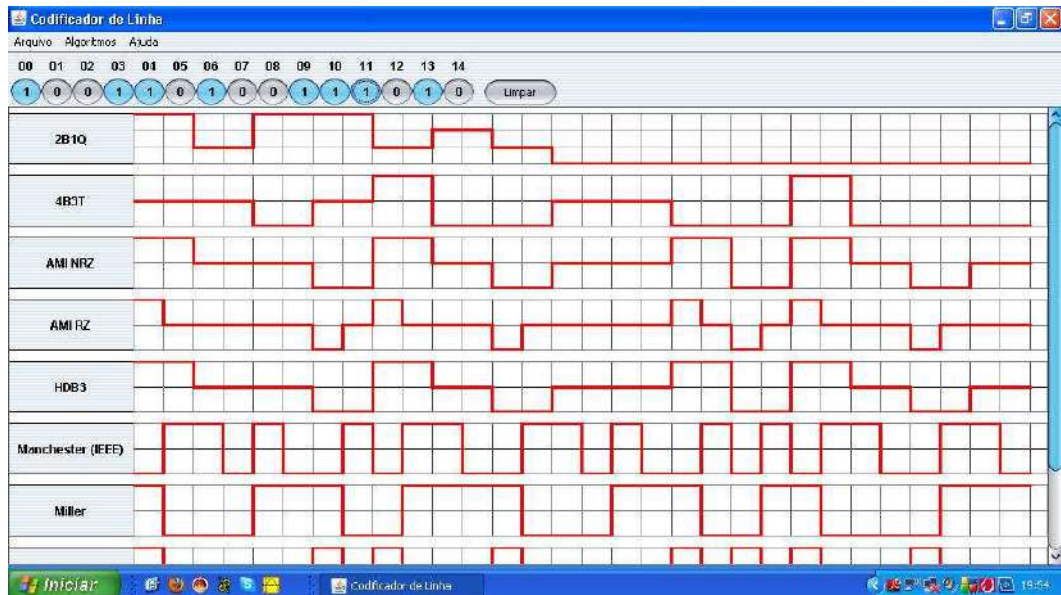 Codificador de Linha
Arquivo Algoritmos Ajuda
00 01 02 03 04 05 06 07 08 09 10 11 12 13 14
1 0 0 1 1 0 1 0 0 1 1 1 0 1 0 Limpar
2B1Q
4B3T
AMI NRZ
AMI RZ
HDB3
Manchester (IEEE)
Miller
Iniciar Codificador de Linha 19:54